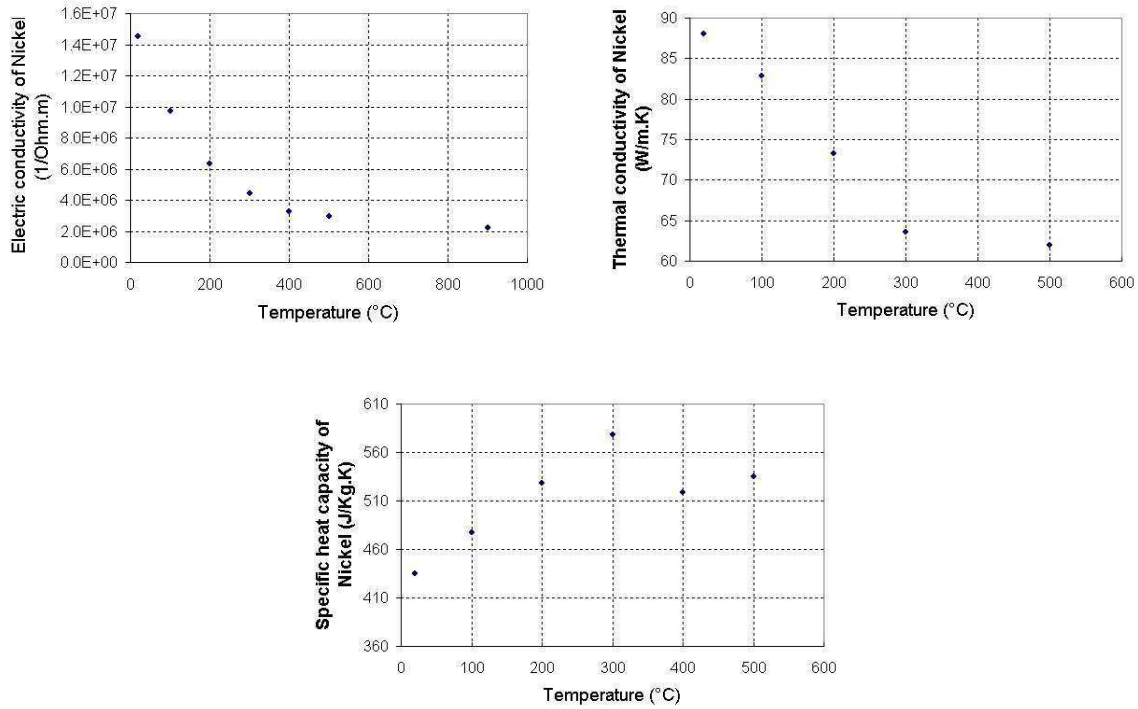 Electric conductivity of Nickel
(1/Ohm.m)
1.6E+07
1.4E+07
1.2E+07
1.0E+07
8.0E+06
6.0E+06
4.0E+06
2.0E+06
0.0E+00
0 200 400 600 800 1000
Temperature (°C)
Thermal conductivity of Nickel
(W/m.K)
90
85
80
75
70
65
60
0 100 200 300 400 500 600
Temperature (°C)
Specific heat capacity of
Nickel (J/Kg.K)
610
560
510
460
410
360
0 100 200 300 400 500 600
Temperature (°C)